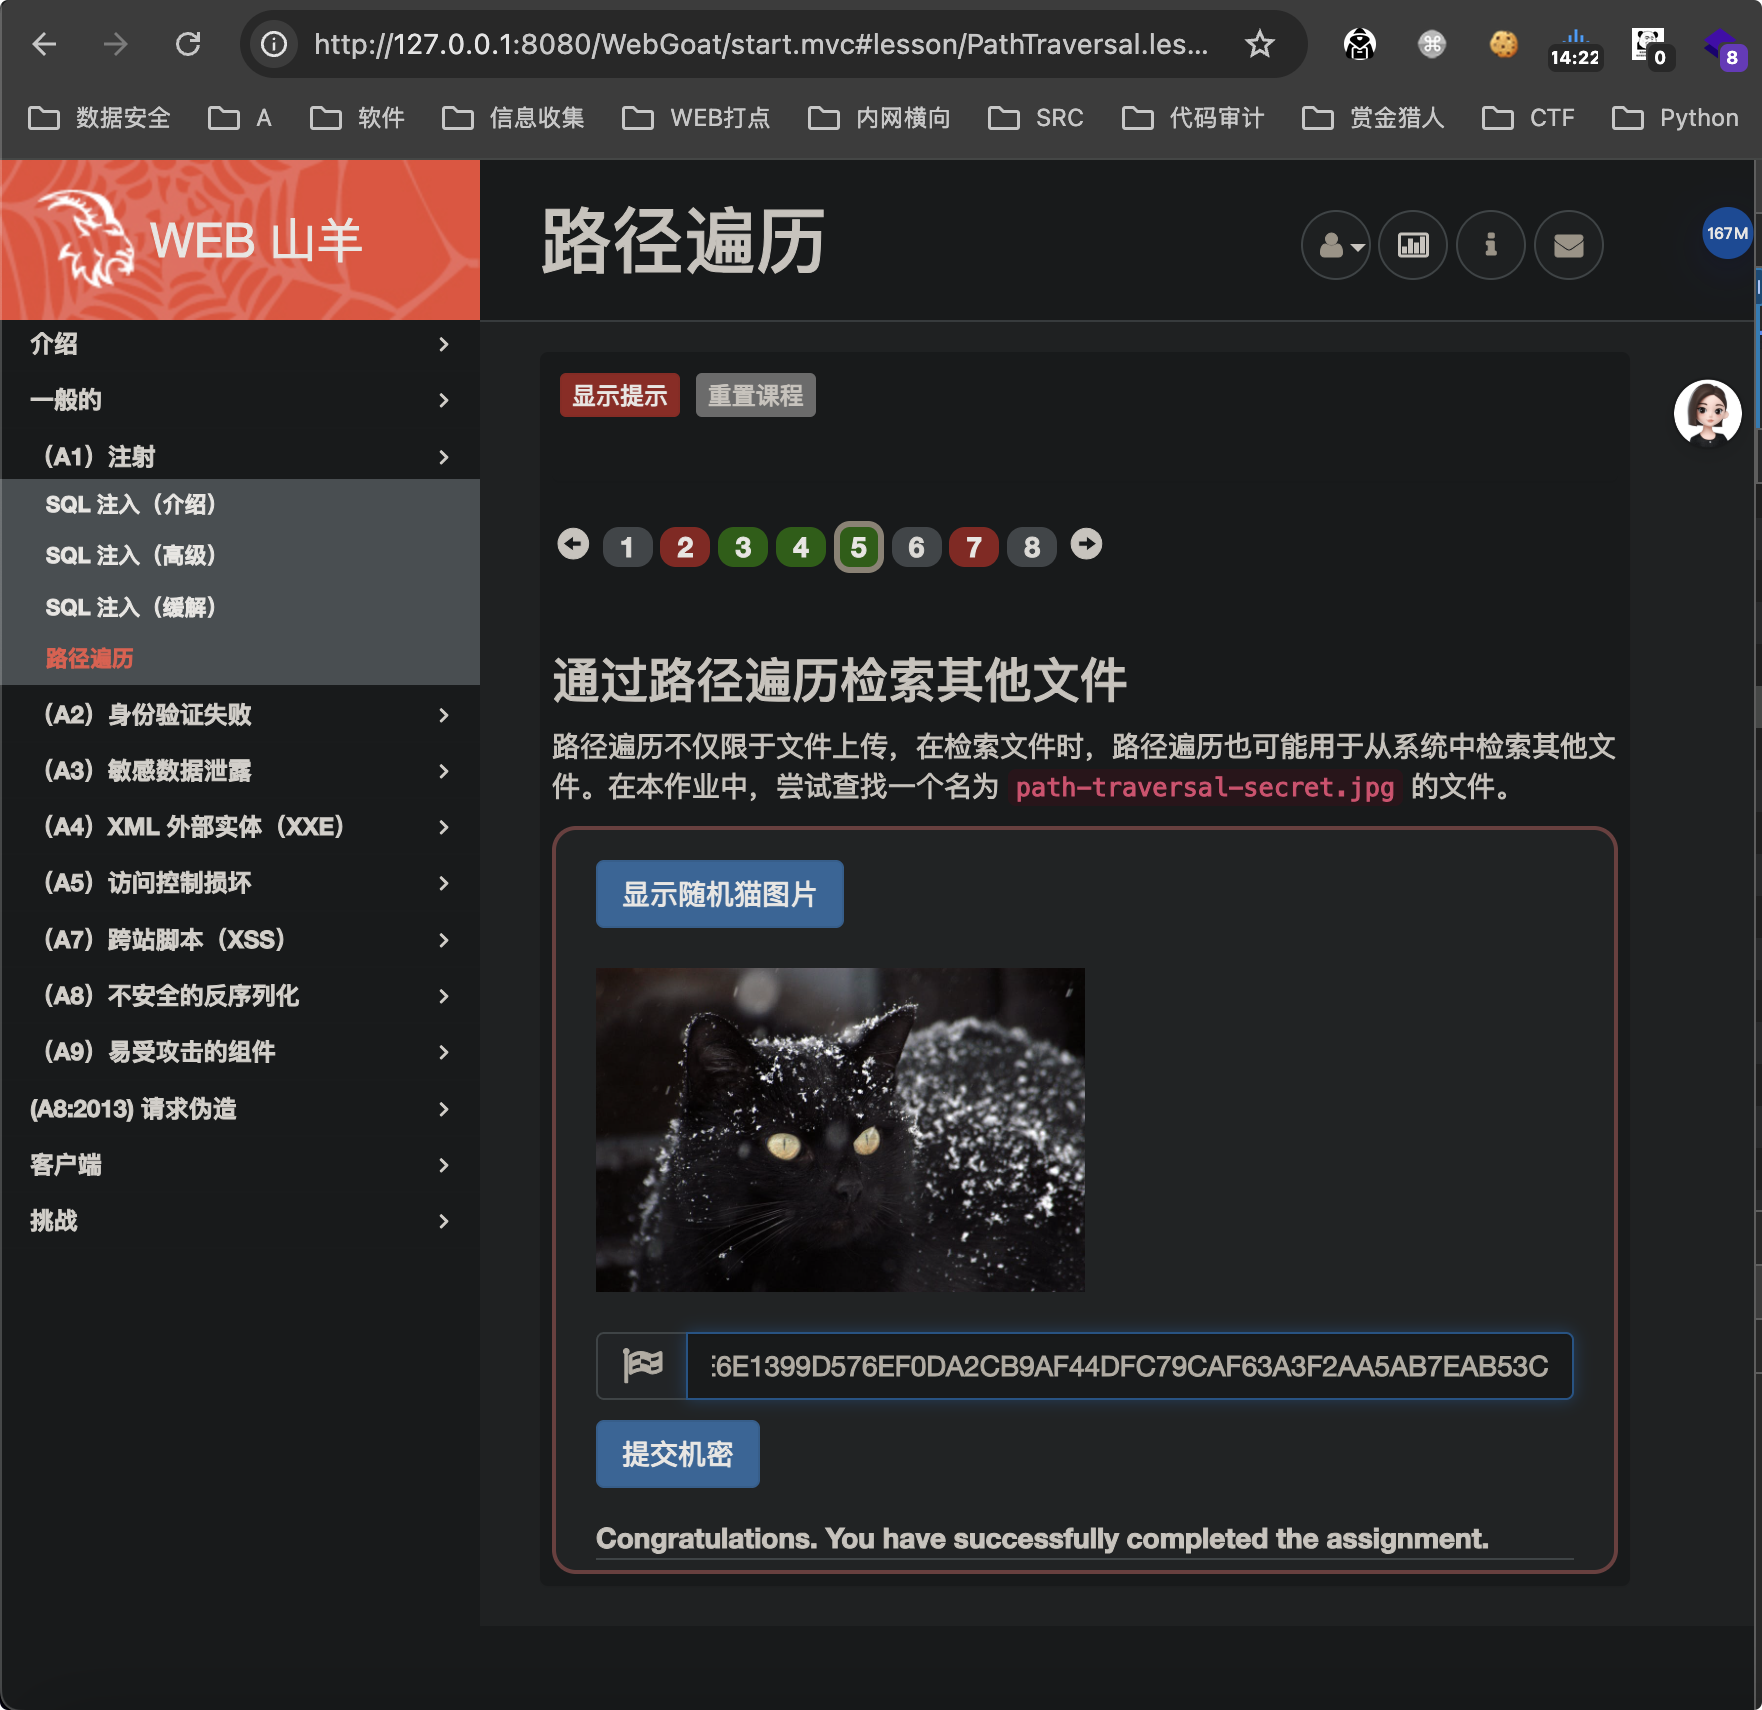 http://127.0.0.1:8080/WebGoat/start.mvc#lesson/PathTraversal.les...
14:22
0
8
数据安全
A
软件
信息收集
WEB打点
内网横向
SRC
代码审计
赏金猎人
CTF
Python
WEB 山羊
路径遍历
167M
介绍
一般的
（A1）注射
SQL 注入（介绍）
SQL 注入（高级）
SQL 注入（缓解）
路径遍历
（A2）身份验证失败
（A3）敏感数据泄露
（A4）XML 外部实体（XXE）
（A5）访问控制损坏
（A7）跨站脚本（XSS）
（A8）不安全的反序列化
（A9）易受攻击的组件
(A8:2013) 请求伪造
客户端
挑战
显示提示
重置课程
1 2 3 4 5 6 7 8
通过路径遍历检索其他文件
路径遍历不仅限于文件上传，在检索文件时，路径遍历也可能用于从系统中检索其他文
件。在本作业中，尝试查找一个名为 path-traversal-secret.jpg 的文件。
显示随机猫图片
6E1399D576EF0DA2CB9AF44DFC79CAF63A3F2AA5AB7EAB53C
提交机密
Congratulations. You have successfully completed the assignment.